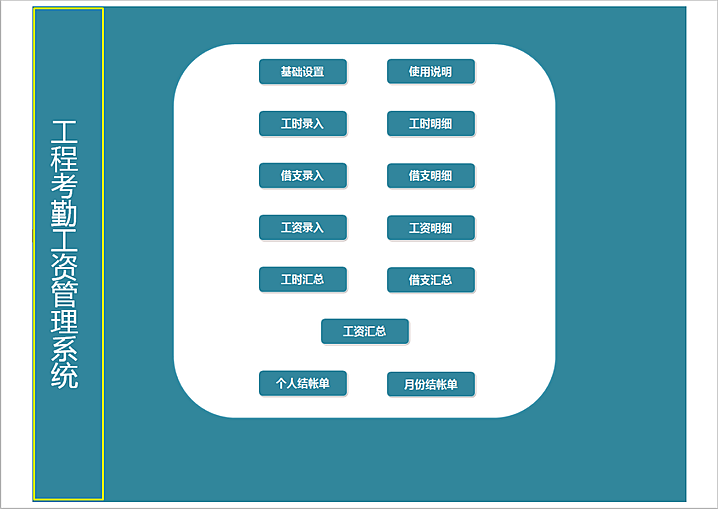 工程考勤工资管理系统
基础设置 使用说明
工时录入 工时明细
借支录入 借支明细
工资录入 工资明细
工时汇总 借支汇总
工资汇总
个人结帐单 月份结帐单